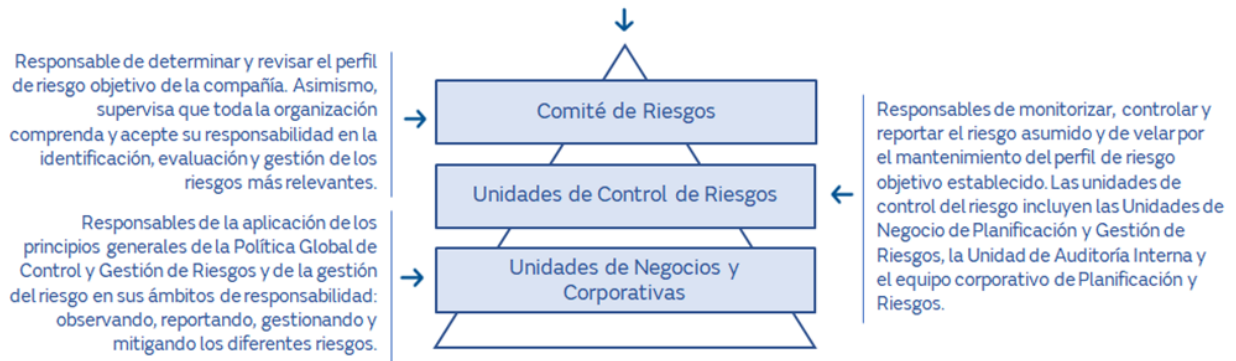 Responsable de determinar y revisar el perfil
de riesgo objetivo de la compañía. Asimismo,
supervisa que toda la organización
comprenda y acepte su responsabilidad en la
identificación, evaluación y gestión de los
riesgos más relevantes.
Comité de Riesgos
Unidades de Control de Riesgos
Responsables de monitorizar, controlar y
reportar el riesgo asumido y de velar por
el mantenimiento del perfil de riesgo
objetivo establecido. Las unidades de
control del riesgo incluyen las Unidades de
Negocio de Planificación y Gestión de
Riesgos, la Unidad de Auditoría Interna y
el equipo corporativo de Planificación y
Riesgos.
Responsables de la aplicación de los
principios generales de la Política Global de
Control y Gestión de Riesgos y de la gestión
del riesgo en sus ámbitos de responsabilidad:
observando, reportando, gestionando y
mitigando los diferentes riesgos.
Unidades de Negocios y
Corporativas